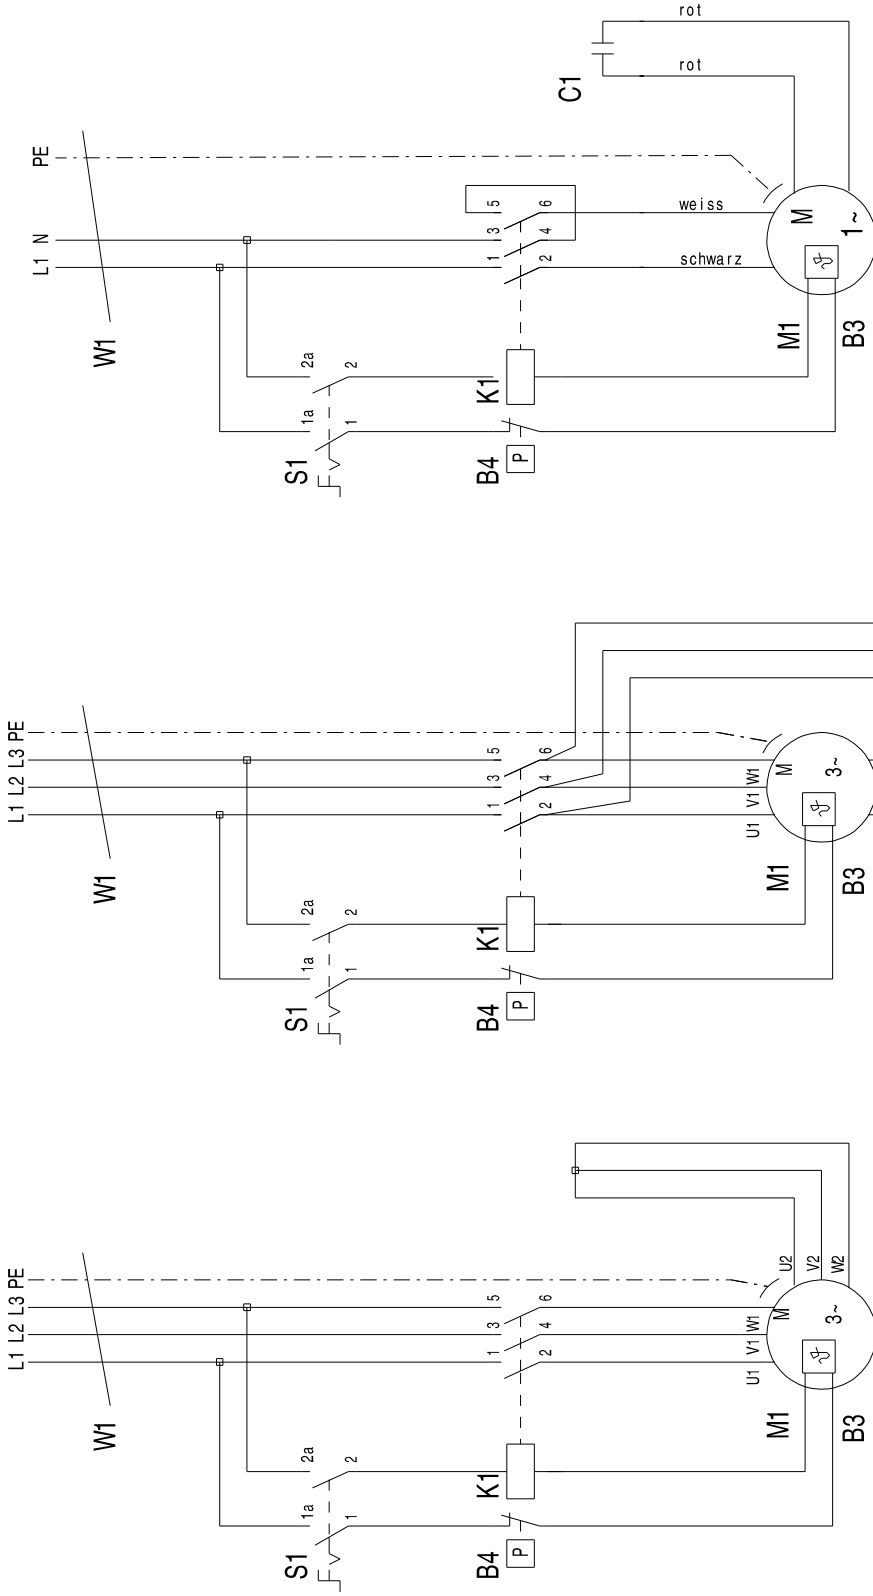 rot
rot
C1
PE
N
L1
W1
5
3
1
6
4
2
weiss
schwarz
M
1~
ϑ
M1
B3
2a
1a
2
1
S1
K1
B4
P
PE
L3
L2
L1
W1
5
3
1
6
4
2
W1
V1
U1
M
3~
ϑ
M1
B3
2a
1a
2
1
S1
K1
B4
P
PE
L3
L2
L1
W1
5
3
1
6
4
2
U2
V2
W2
W1
V1
U1
M
3~
ϑ
M1
B3
2a
1a
2
1
S1
K1
B4
P